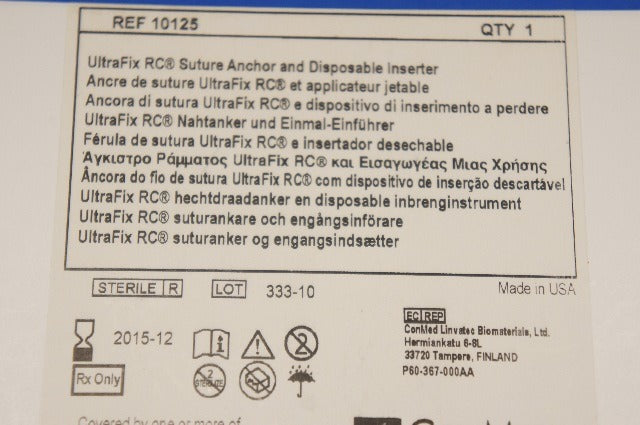 REF 10125
QTY 1
UltraFix RC® Suture Anchor and Disposable Inserter
Ancre de suture UltraFix RC® et applicateur jetable
Ancora di sutura UltraFix RC® e dispositivo di inserimento a perdere
UltraFix RC® Nahtanker und Einmal-Einführer
Férula de sutura UltraFix RC® e insertador desechable
Άγκιστρο Ράμματος UltraFix RC® και Εισαγωγέας Μιας Χρήσης
Âncora do fio de sutura UltraFix RC® com dispositivo de inserção descartável
UltraFix RC® hechtdraadanker en disposable inbrenginstrument
UltraFix RC® suturankare och engångsinförare
UltraFix RC® suturanker og engangsindsætter
STERILE R
LOT 333-10
Made in USA
2015-12
EC REP
ConMed Linvatec Biomaterials, Ltd.
Hermiankatu 6-8L
33720 Tampere, FINLAND
P60-367-000AA
2
2
STERILIZE
Rx Only
Covered by one or more of